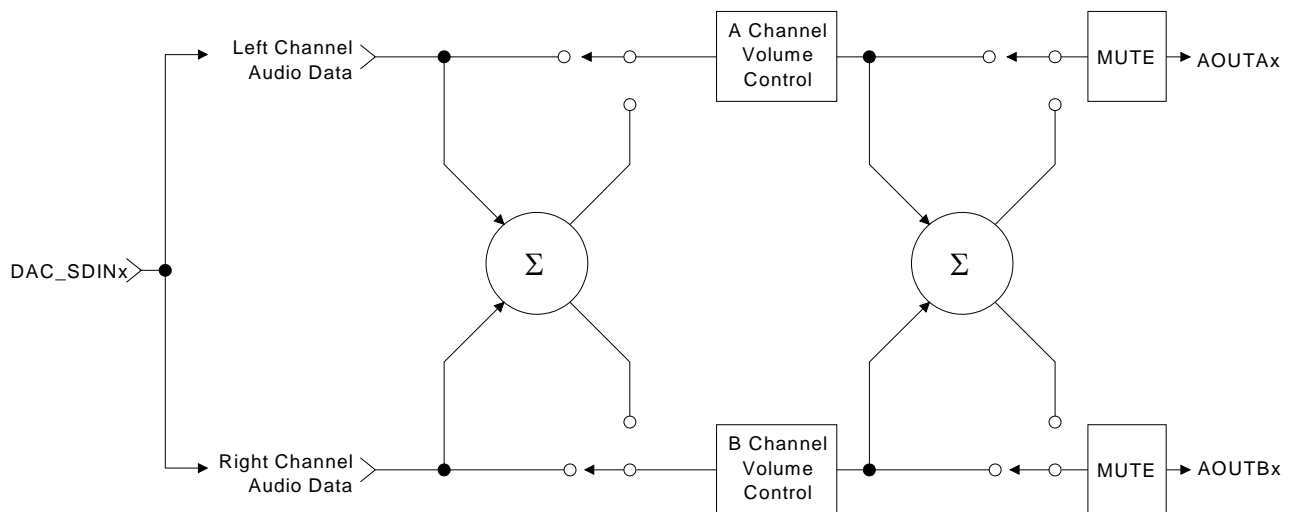 Left Channel
Audio Data
A Channel
Volume
Control
MUTE
AOUTAx
Σ
Σ
DAC_SDINx
Right Channel
Audio Data
B Channel
Volume
Control
MUTE
AOUTBx